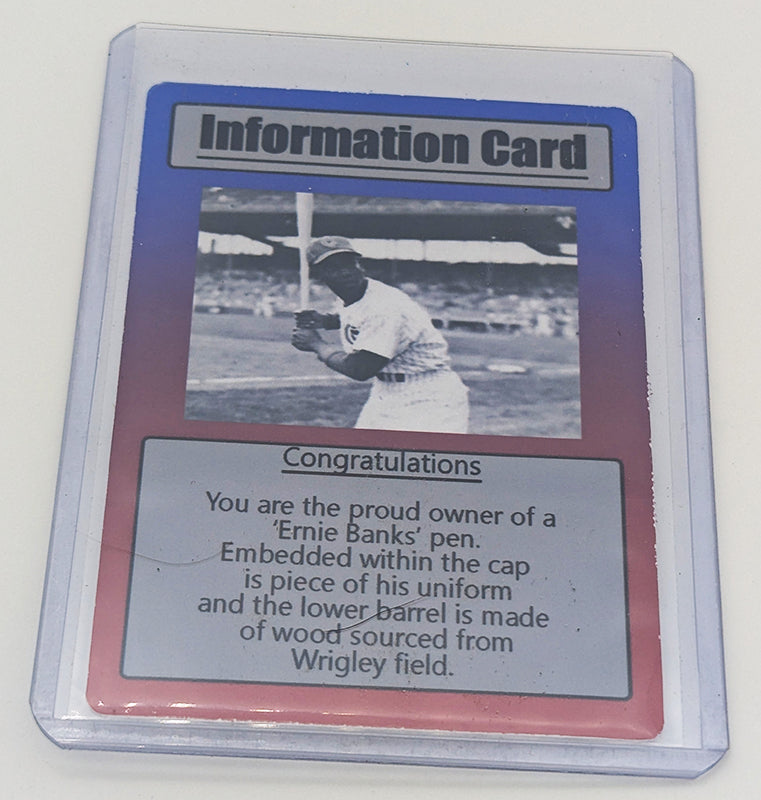 Information Card
Congratulations
You are the proud owner of a
'Ernie Banks' pen.
Embedded within the cap
is piece of his uniform
and the lower barrel is made
of wood sourced from
Wrigley field.